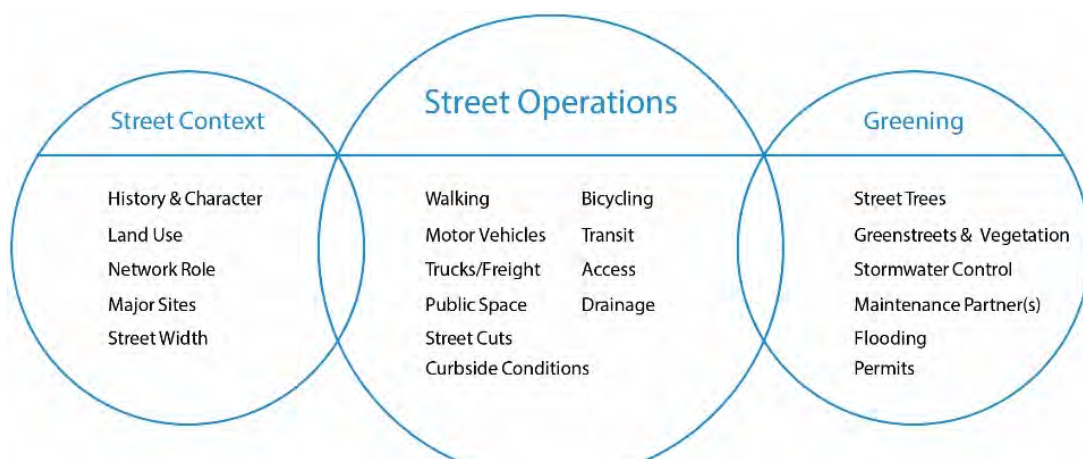 Street Context
History & Character
Land Use
Network Role
Major Sites
Street Width
Street Operations
Walking
Motor Vehicles
Trucks/Freight
Public Space
Street Cuts
Curbside Conditions
Bicycling
Transit
Access
Drainage
Greening
Street Trees
Greenstreets & Vegetation
Stormwater Control
Maintenance Partner(s)
Flooding
Permits